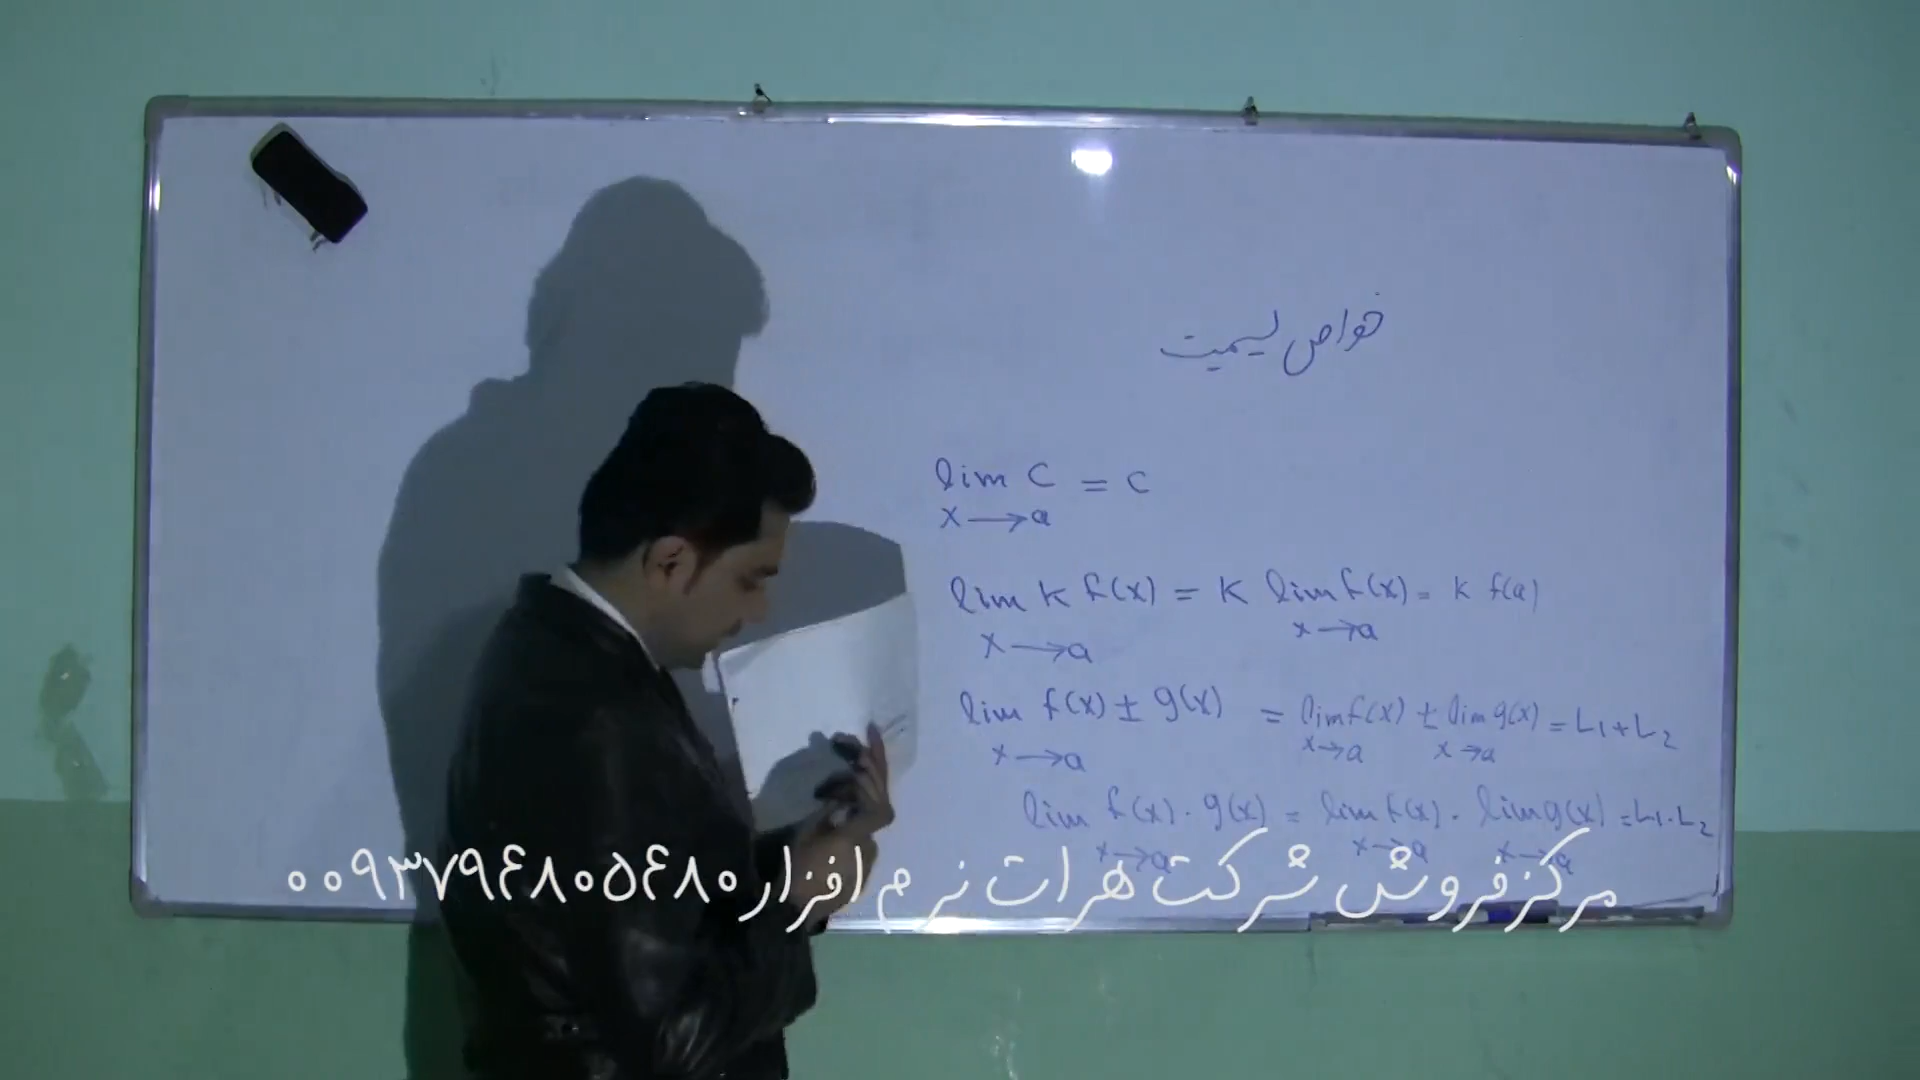 خواص لیمیت
lim C = C
x→a
lim K f(x) = K lim f(x) = K f(a)
x→a x→a
lim f(x) ± g(x) = lim f(x) ± lim g(x) = L₁+L₂
x→a x→a x→a
lim f(x) . g(x) = lim f(x) . lim g(x) = L₁.L₂
x→a x→a x→a
مرکز فروش شرکت هرات نرم افزار ۰۰۹۳۷۹۶۸۰۵۶۸۰